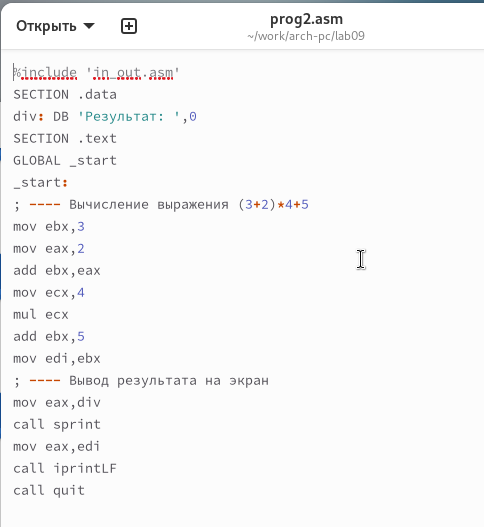 Открыть
prog2.asm
~/work/arch-pc/lab09
%include 'in_out.asm'
SECTION .data
div: DB 'Результат: ',0
SECTION .text
GLOBAL _start
_start:
; ---- Вычисление выражения (3+2)*4+5
mov ebx,3
mov eax,2
add ebx,eax
mov ecx,4
mul ecx
add ebx,5
mov edi,ebx
; ---- Вывод результата на экран
mov eax,div
call sprint
mov eax,edi
call iprintLF
call quit